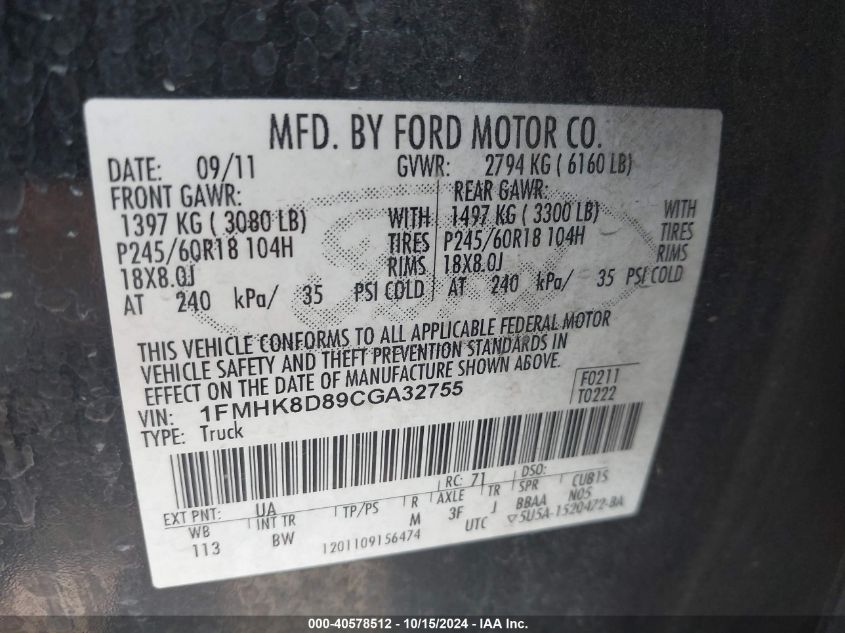 MFD. BY FORD MOTOR CO.
DATE: 09/11 GVWR: 2794 KG ( 6160 LB)
FRONT GAWR: REAR GAWR:
1397 KG ( 3080 LB) WITH 1497 KG ( 3300 LB) WITH
P245/60R18 104H TIRES P245/60R18 104H TIRES
18X8.0J RIMS 18X8.0J RIMS
AT 240 kPa/ 35 PSI COLD AT 240 kPa/ 35 PSI COLD
THIS VEHICLE CONFORMS TO ALL APPLICABLE FEDERAL MOTOR
VEHICLE SAFETY AND THEFT PREVENTION STANDARDS IN
EFFECT ON THE DATE OF MANUFACTURE SHOWN ABOVE.
VIN: 1FMHK8D89CGA32755 F0211
TYPE: Truck T0222
RC: 71 DSO:
EXT PNT: UA
WB INT TR TP/PS R AXLE TR SPR CUB15
113 BW M 3F J BBAA N05
1201109156474 UTC ▽5U5A-1520472-BA
000-40578512 - 10/15/2024 - IAA Inc.